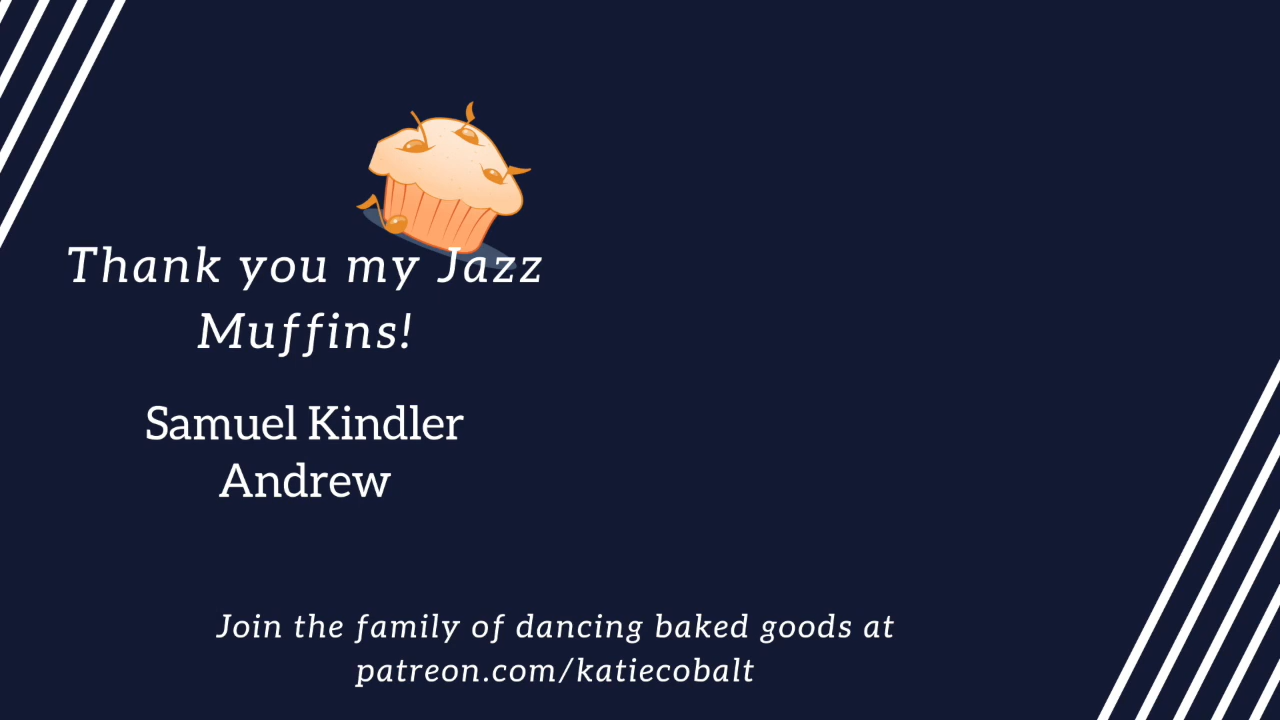 Thank you my Jazz
Muffins!
Samuel Kindler
Andrew
Join the family of dancing baked goods at
patreon.com/katiecobalt